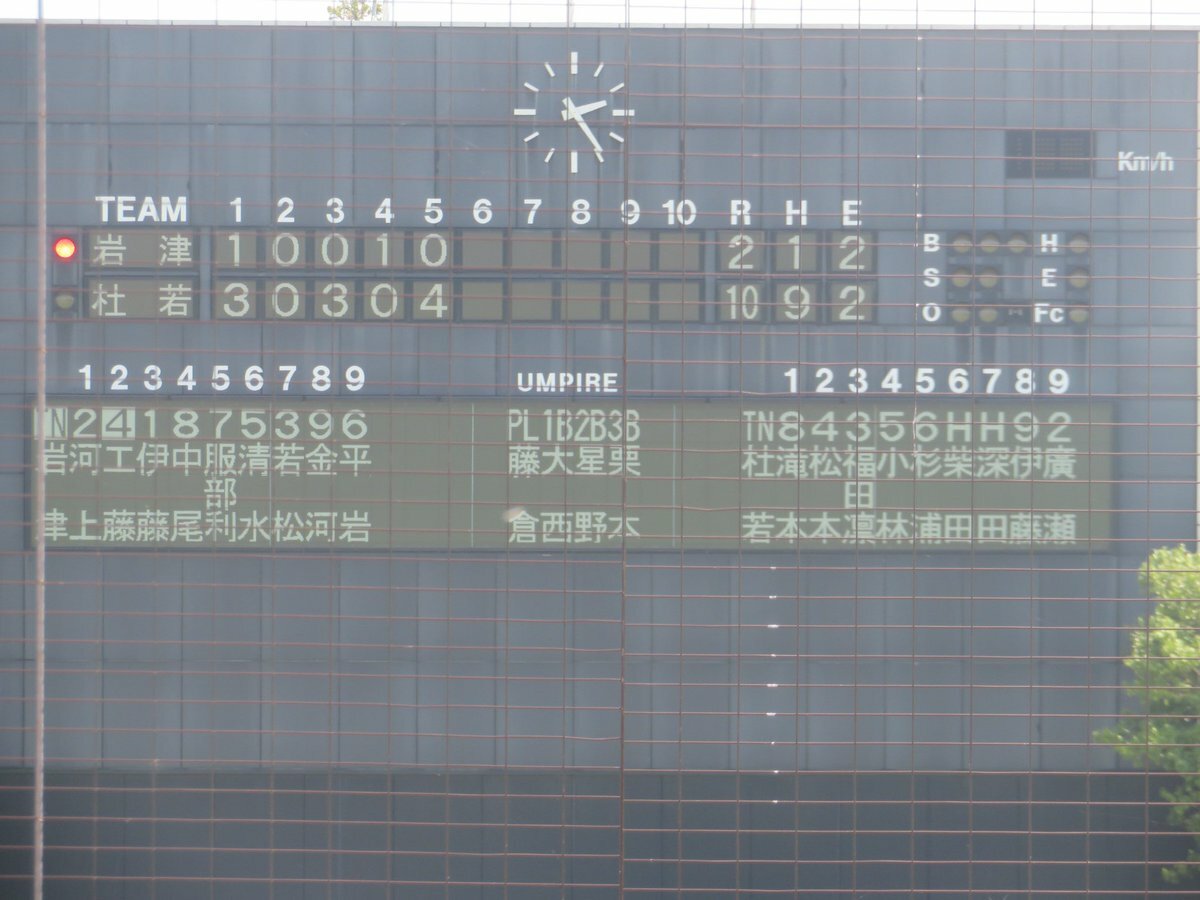 Km/h
TEAM 1 2 3 4 5 6 7 8 9 10 R H E
岩津 1 0 0 1 0 2 1 2 B H
S E
杜若 3 0 3 0 4 10 9 2 O Fc
1 2 3 4 5 6 7 8 9 UMPIRE 1 2 3 4 5 6 7 8 9
TN 2 4 1 8 7 5 3 9 6 PL 1B 2B 3B TN 8 4 3 5 6 H H 9 2
岩河工伊中服清若金平 藤大星栗 杜滝松福小杉柴深伊廣
部 田
津上藤藤尾利水松河岩 倉西野木 若本本凛林浦田田藤瀬